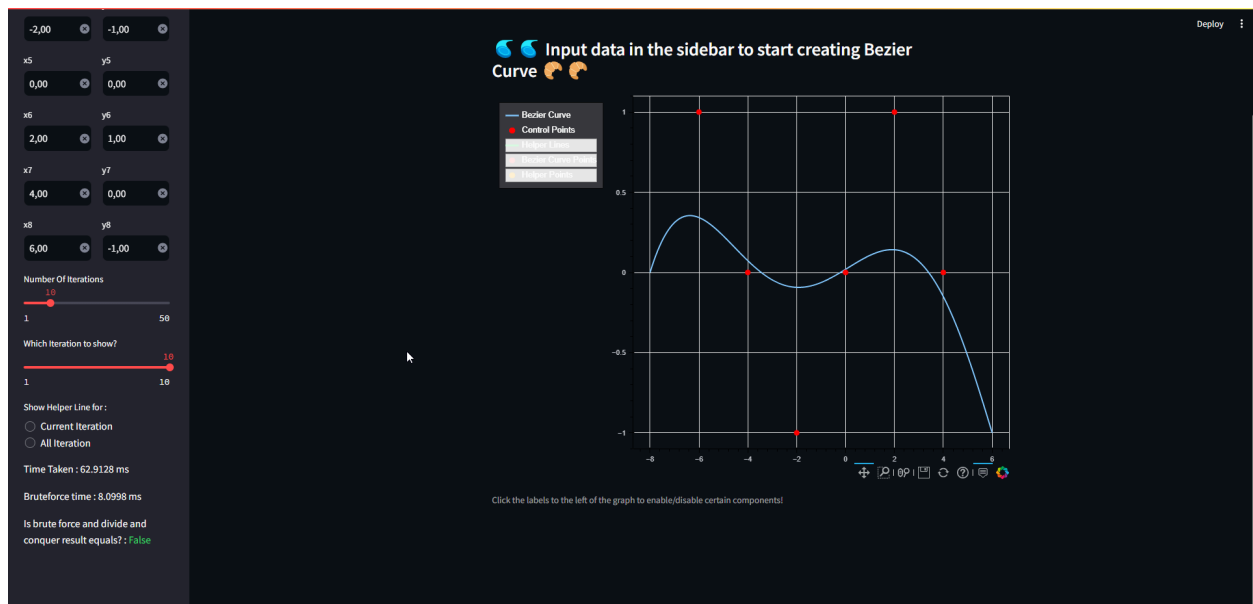 -2,00 -1,00
x5 y5
0,00 0,00
x6 y6
2,00 1,00
x7 y7
4,00 0,00
x8 y8
6,00 -1,00
Number Of Iterations
10
1 50
Which Iteration to show?
10
1 10
Show Helper Line for :
Current Iteration
All Iteration
Time Taken : 62.9128 ms
Bruteforce time : 8.0998 ms
Is brute force and divide and
conquer result equals? : False
Deploy
Input data in the sidebar to start creating Bezier
Curve
Bezier Curve
Control Points
Helper Lines
Bezier Curve Points
Helper Points
1
0.5
0
-0.5
-1
-8 -6 -4 -2 0 2 4 6
Click the labels to the left of the graph to enable/disable certain components!